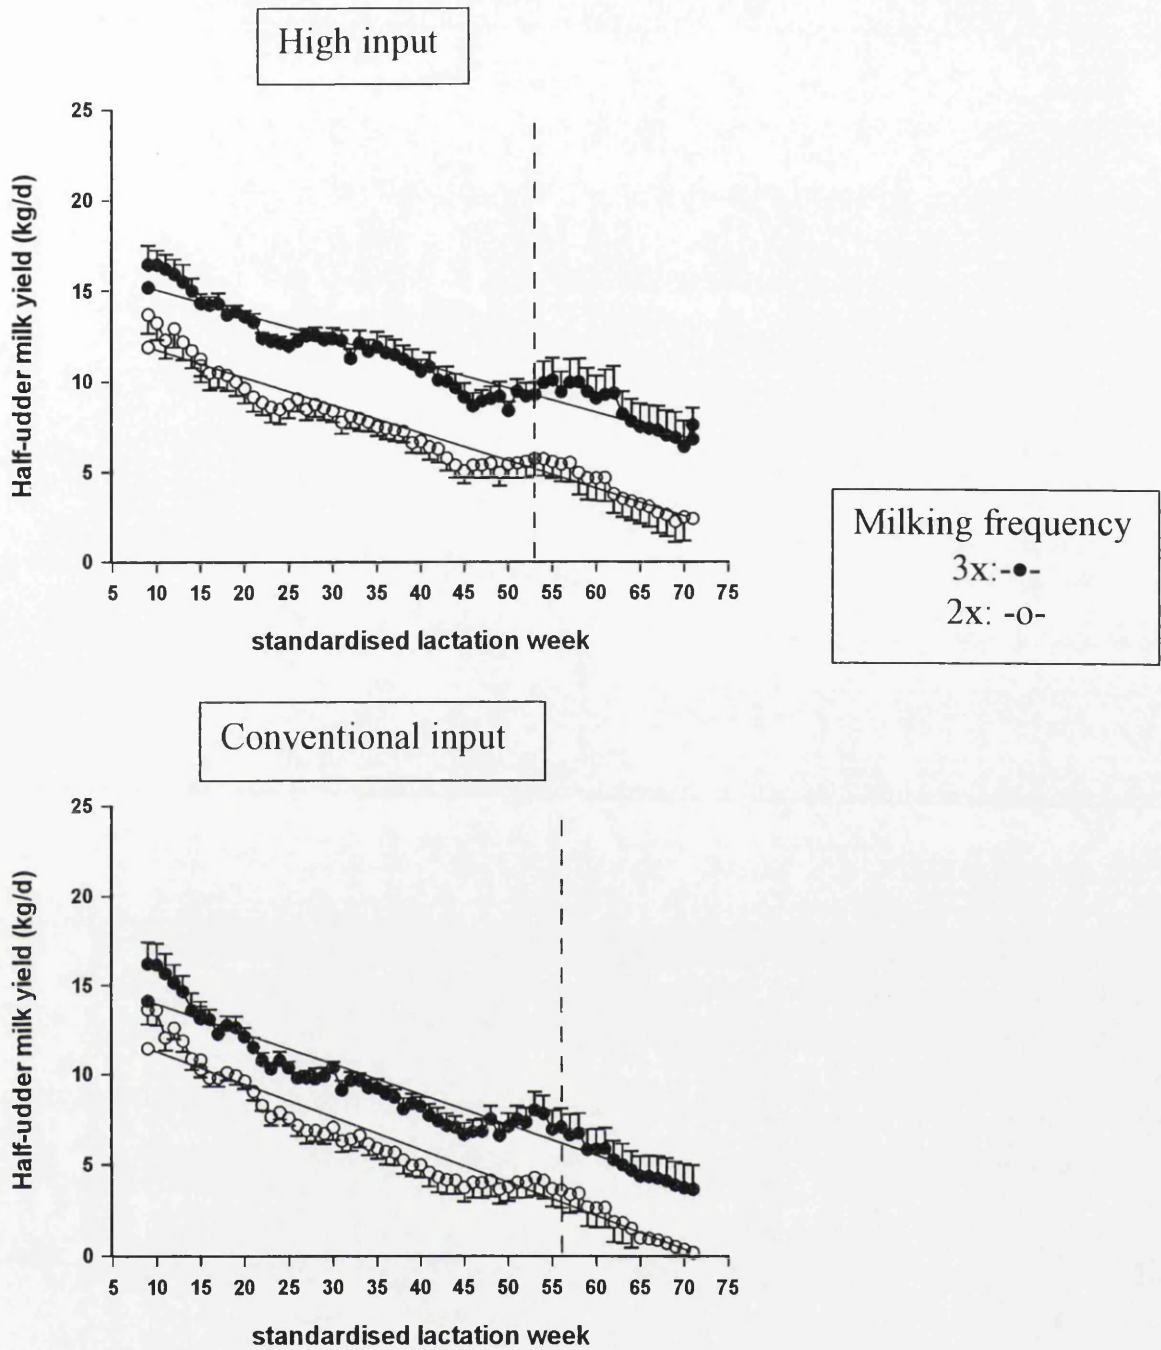 High input
25
20
15
10
5
0
Half-udder milk yield (kg/d)
5 10 15 20 25 30 35 40 45 50 55 60 65 70 75
standardised lactation week
Milking frequency
3x:-●-
2x: -o-
Conventional input
25
20
15
10
5
0
Half-udder milk yield (kg/d)
5 10 15 20 25 30 35 40 45 50 55 60 65 70 75
standardised lactation week